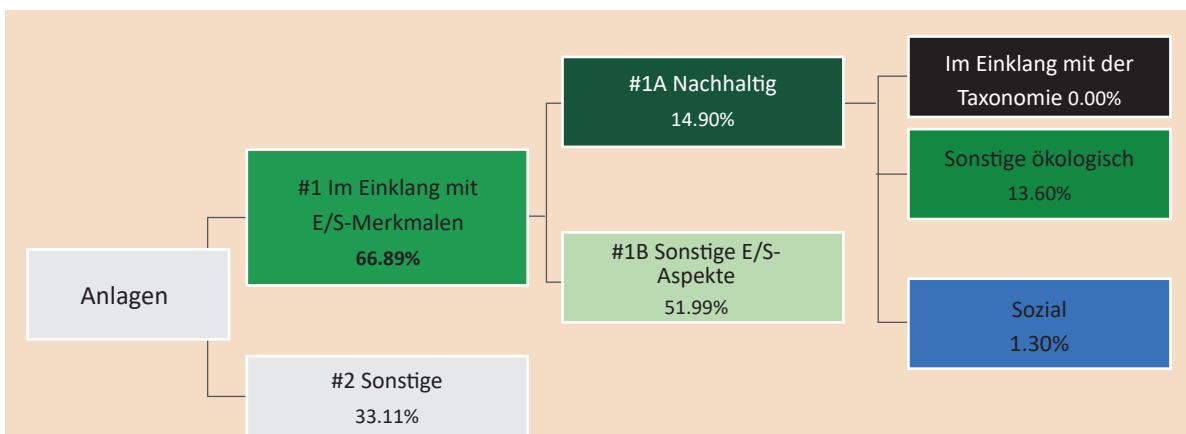 Anlagen
#1 Im Einklang mit
E/S-Merkmalen
66.89%
#2 Sonstige
33.11%
#1A Nachhaltig
14.90%
#1B Sonstige E/S-
Aspekte
51.99%
Im Einklang mit der
Taxonomie 0.00%
Sonstige ökologisch
13.60%
Sozial
1.30%